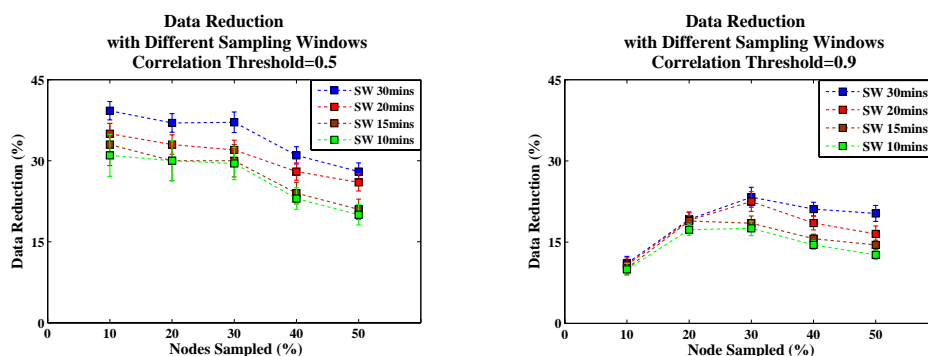 Data Reduction
with Different Sampling Windows
Correlation Threshold=0.5
45
30
15
0
0
10
20
30
40
50
Data Reduction (%)
Nodes Sampled (%)
SW 30mins
SW 20mins
SW 15mins
SW 10mins
Data Reduction
with Different Sampling Windows
Correlation Threshold=0.9
45
30
15
0
0
10
20
30
40
50
Data Reduction (%)
Node Sampled (%)
SW 30mins
SW 20mins
SW 15mins
SW 10mins